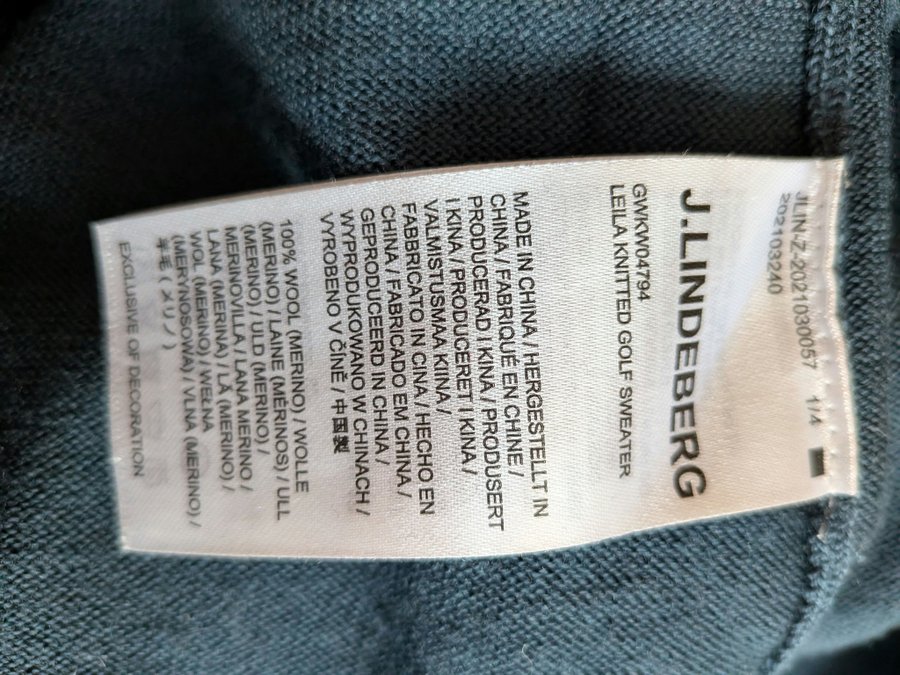 JLIN-Z-2021030057 1/4
202103240
J.LINDEBERG
GWKW04794
LEILA KNITTED GOLF SWEATER
MADE IN CHINA / HERGESTELLT IN
CHINA / FABRIQUÉ EN CHINE /
PRODUCERAD I KINA / PRODUSERT
I KINA / PRODUCERET I KINA /
VALMISTUSMAA KIINA /
FABBRICATO IN CINA / HECHO EN
CHINA / FABRICADO EM CHINA /
GEPRODUCEERD IN CHINA /
WYPRODUKOWANO W CHINACH /
VYROBENO V ČÍNĚ / 中国製
100% WOOL (MERINO) / WOLLE
(MERINO) / LAINE (MÉRINOS) / ULL
(MERINO) / ULD (MERINO) /
MERINOVILLA / LANA MERINO /
LANA (MERINO) / LÃ (MERINO) /
WOL (MERINO) / WEŁNA
(MERYNOSOWA) / VLNA (MERINO) /
羊毛 ( メリノ )
EXCLUSIVE OF DECORATION